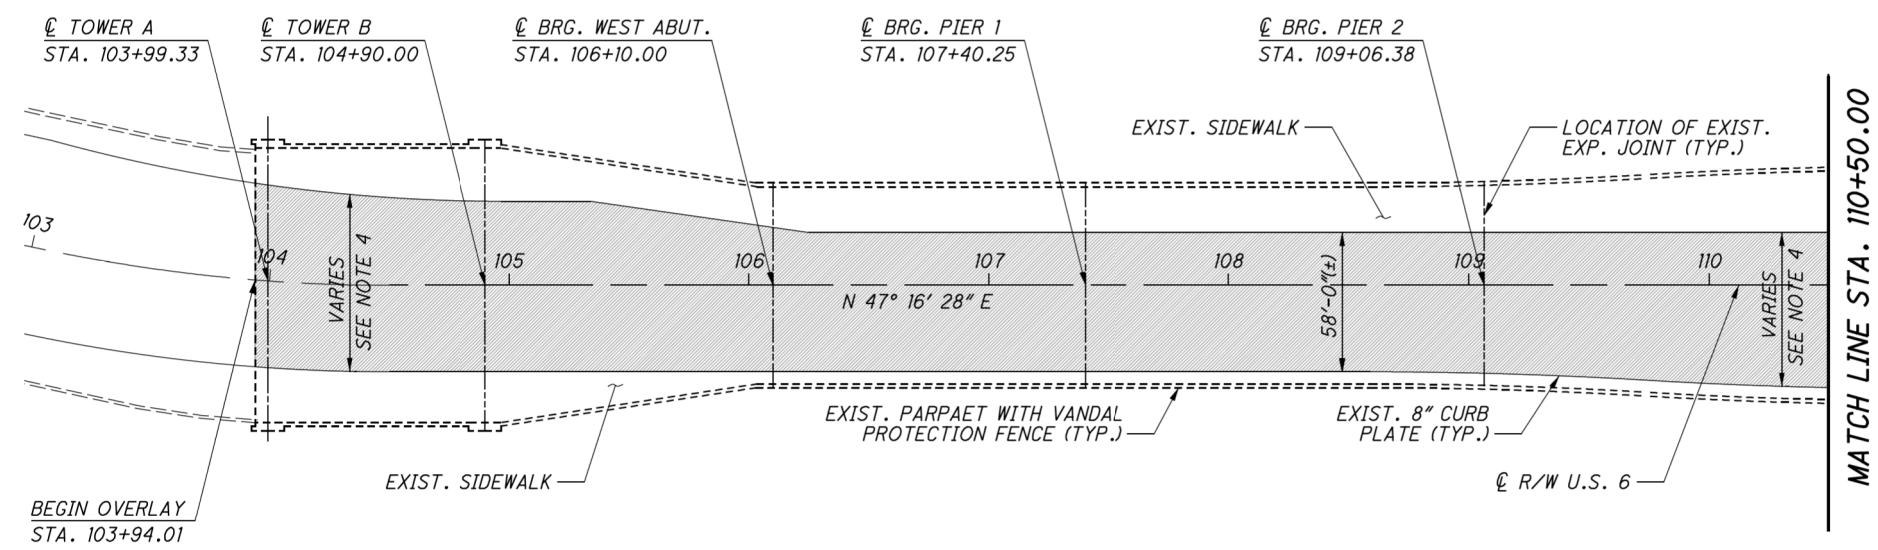 ℄ TOWER A
STA. 103+99.33
℄ TOWER B
STA. 104+90.00
℄ BRG. WEST ABUT.
STA. 106+10.00
℄ BRG. PIER 1
STA. 107+40.25
℄ BRG. PIER 2
STA. 109+06.38
EXIST. SIDEWALK
LOCATION OF EXIST.
EXP. JOINT (TYP.)
103
104
105
106
107
108
109
110
VARIES
SEE NOTE 4
N 47° 16' 28" E
58'-0"(±)
VARIES
SEE NOTE 4
MATCH LINE STA. 110+50.00
EXIST. PARPAET WITH VANDAL
PROTECTION FENCE (TYP.)
EXIST. 8" CURB
PLATE (TYP.)
EXIST. SIDEWALK
℄ R/W U.S. 6
BEGIN OVERLAY
STA. 103+94.01